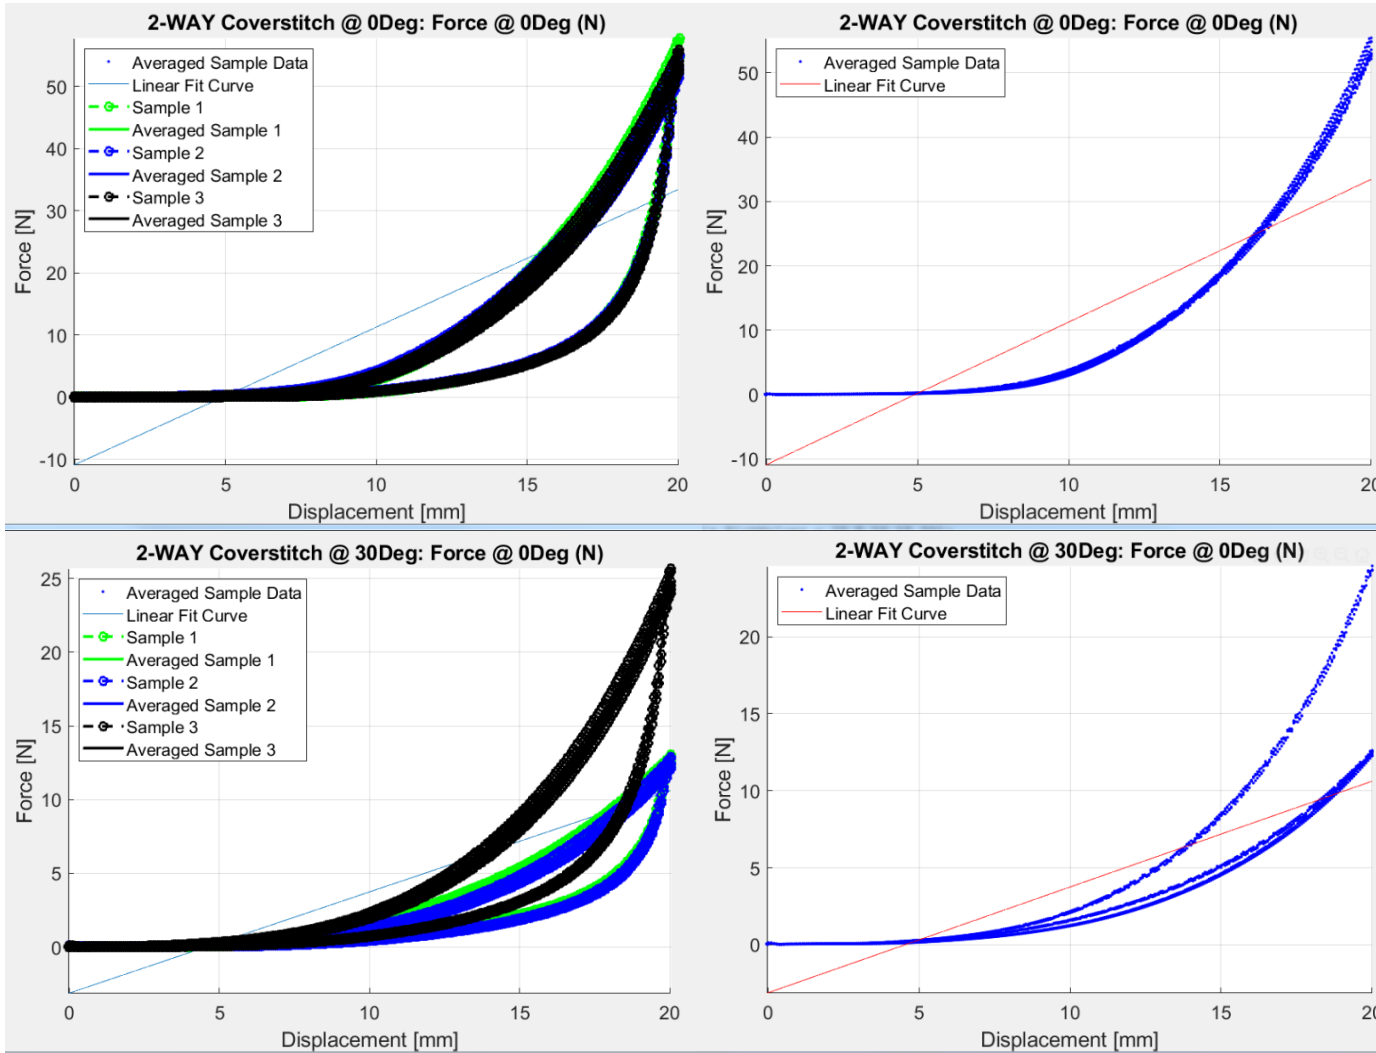 2-WAY Coverstitch @ 0Deg: Force @ 0Deg (N)
Averaged Sample Data
Linear Fit Curve
Sample 1
Averaged Sample 1
Sample 2
Averaged Sample 2
Sample 3
Averaged Sample 3
50
40
30
20
10
0
-10
Force [N]
0 5 10 15 20
Displacement [mm]
2-WAY Coverstitch @ 0Deg: Force @ 0Deg (N)
Averaged Sample Data
Linear Fit Curve
50
40
30
20
10
0
-10
Force [N]
0 5 10 15 20
Displacement [mm]
2-WAY Coverstitch @ 30Deg: Force @ 0Deg (N)
Averaged Sample Data
Linear Fit Curve
Sample 1
Averaged Sample 1
Sample 2
Averaged Sample 2
Sample 3
Averaged Sample 3
25
20
15
10
5
0
Force [N]
0 5 10 15 20
Displacement [mm]
2-WAY Coverstitch @ 30Deg: Force @ 0Deg (N)
Averaged Sample Data
Linear Fit Curve
20
15
10
5
0
Force [N]
0 5 10 15 20
Displacement [mm]